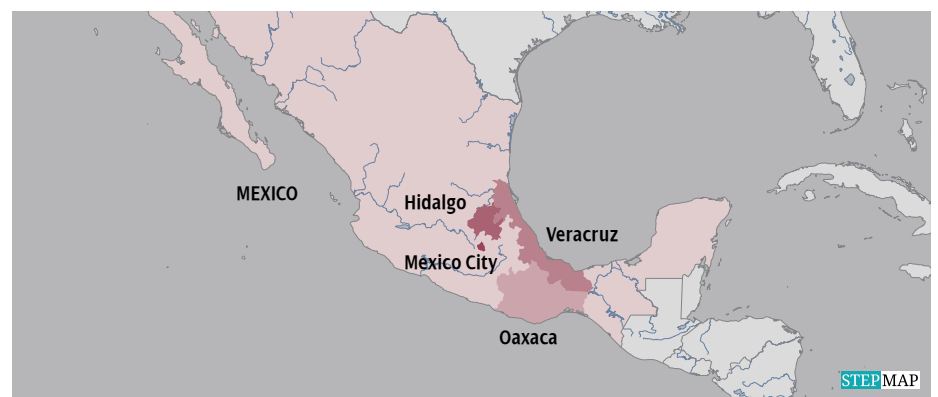 MEXICO
Hidalgo
Veracruz
Mexico City
Oaxaca
STEPMAP